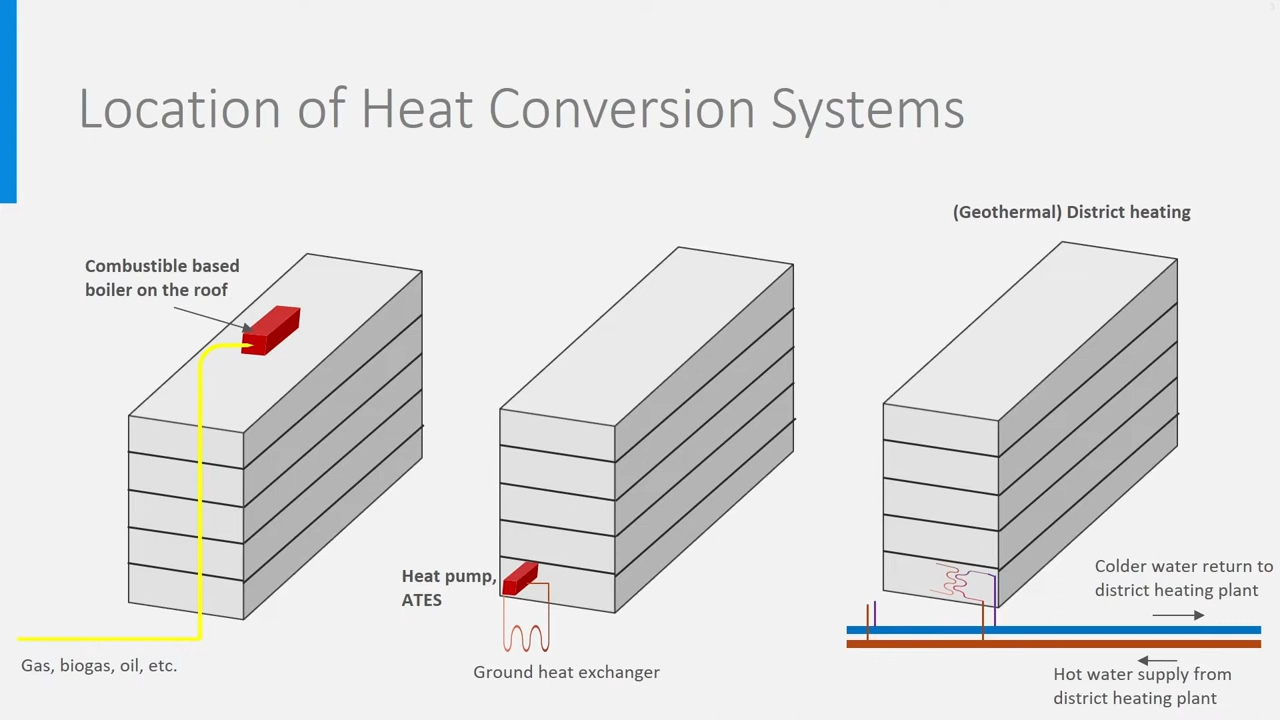 Location of Heat Conversion Systems
(Geothermal) District heating
Combustible based
boiler on the roof
Heat pump,
ATES
Colder water return to
district heating plant
Gas, biogas, oil, etc.
Ground heat exchanger
Hot water supply from
district heating plant